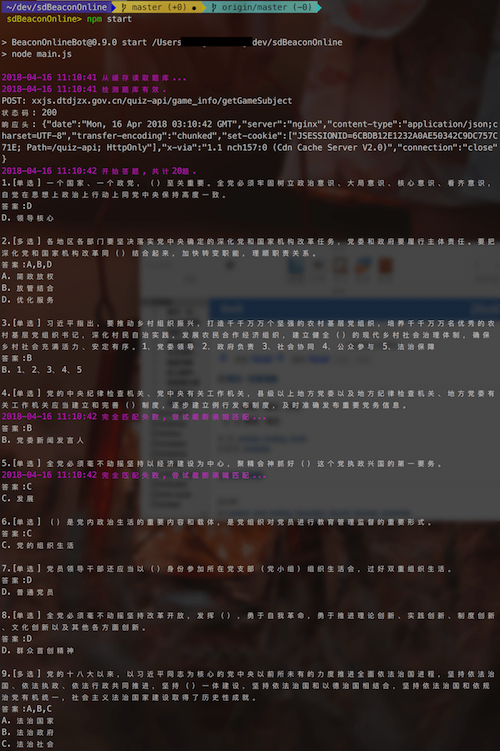 ~/dev/sdBeaconOnline master (+0) ● origin/master (−0)
sdBeaconOnline> npm start
> BeaconOnlineBot@0.9.0 start /Users dev/sdBeaconOnline
> node main.js
2018-04-16 11:10:41 从缓存读取题库...
2018-04-16 11:10:41 检测题库有效.
POST: xxjs.dtdjzx.gov.cn/quiz-api/game_info/getGameSubject
状态码: 200
响应头: {"date":"Mon, 16 Apr 2018 03:10:42 GMT","server":"nginx","content-type":"application/json;c
harset=UTF-8","transfer-encoding":"chunked","set-cookie":["JSESSIONID=6CBDB12E1232A0AE50342C9DC757C
71E; Path=/quiz-api; HttpOnly"],"x-via":"1.1 nch157:0 (Cdn Cache Server V2.0)","connection":"close"
}
2018-04-16 11:10:42 开始答题, 共计20题.
1.[单选] 一个国家、一个政党, () 至关重要。全党必须牢固树立政治意识、大局意识、核心意识、看齐意识,
自觉在思想上政治上行动上同党中央保持高度一致。
答案:D
D. 领导核心
2.[多选] 各地区各部门要坚决落实党中央确定的深化党和国家机构改革任务, 党委和政府要履行主体责任。要把
深化党和国家机构改革同 () 结合起来, 加快转变职能, 理顺职责关系。
答案:A,B,D
A. 简政放权
B. 放管结合
D. 优化服务
3.[单选] 习近平指出, 要推动乡村组织振兴, 打造千千万万个坚强的农村基层党组织, 培养千千万万名优秀的农
村基层党组织书记, 深化村民自治实践, 发展农民合作经济组织, 建立健全 () 的现代乡村社会治理体制, 确保
乡村社会充满活力、安定有序。1. 党委领导 2. 政府负责 3. 社会协同 4. 公众参与 5. 法治保障
答案:B
B. 1、2、3、4、5
4.[单选] 党的中央纪律检查机关、党中央有关工作机关, 县级以上地方党委以及地方纪律检查机关、地方党委有
关工作机关应当建立和完善 () 制度, 逐步建立例行发布制度, 及时准确发布重要党务信息。
2018-04-16 11:10:42 完全匹配失败, 尝试
答案:B
B. 党委新闻发言人
5.[单选] 全党必须毫不动摇坚持以经济建设为中心, 聚精会神抓好 () 这个党执政兴国的第一要务。
2018-04-16 11:10:42 完全匹配失败, 尝试
答案:C
C. 发展
6.[单选] () 是党内政治生活的重要内容和载体, 是党组织对党员进行教育管理监督的重要形式。
答案:C
C. 党的组织生活
7.[单选] 党员领导干部还应当以 () 身份参加所在党支部 (党小组) 组织生活会, 过好双重组织生活。
答案:D
D. 普通党员
8.[单选] 全党必须毫不动摇坚持改革开放, 发挥 (), 勇于自我革命, 勇于推进理论创新、实践创新、制度创新
、文化创新以及其他各方面创新。
答案:D
D. 群众首创精神
9.[多选] 党的十八大以来, 以习近平同志为核心的党中央以前所未有的力度推进全面依法治国进程, 坚持依法治
国、依法执政、依法行政共同推进, 坚持 () 一体建设, 坚持依法治国和以德治国相结合, 坚持依法治国和依规
治党有机统一, 社会主义法治国家建设取得了历史性成就。
答案:A,B,C
A. 法治国家
B. 法治政府
C. 法治社会